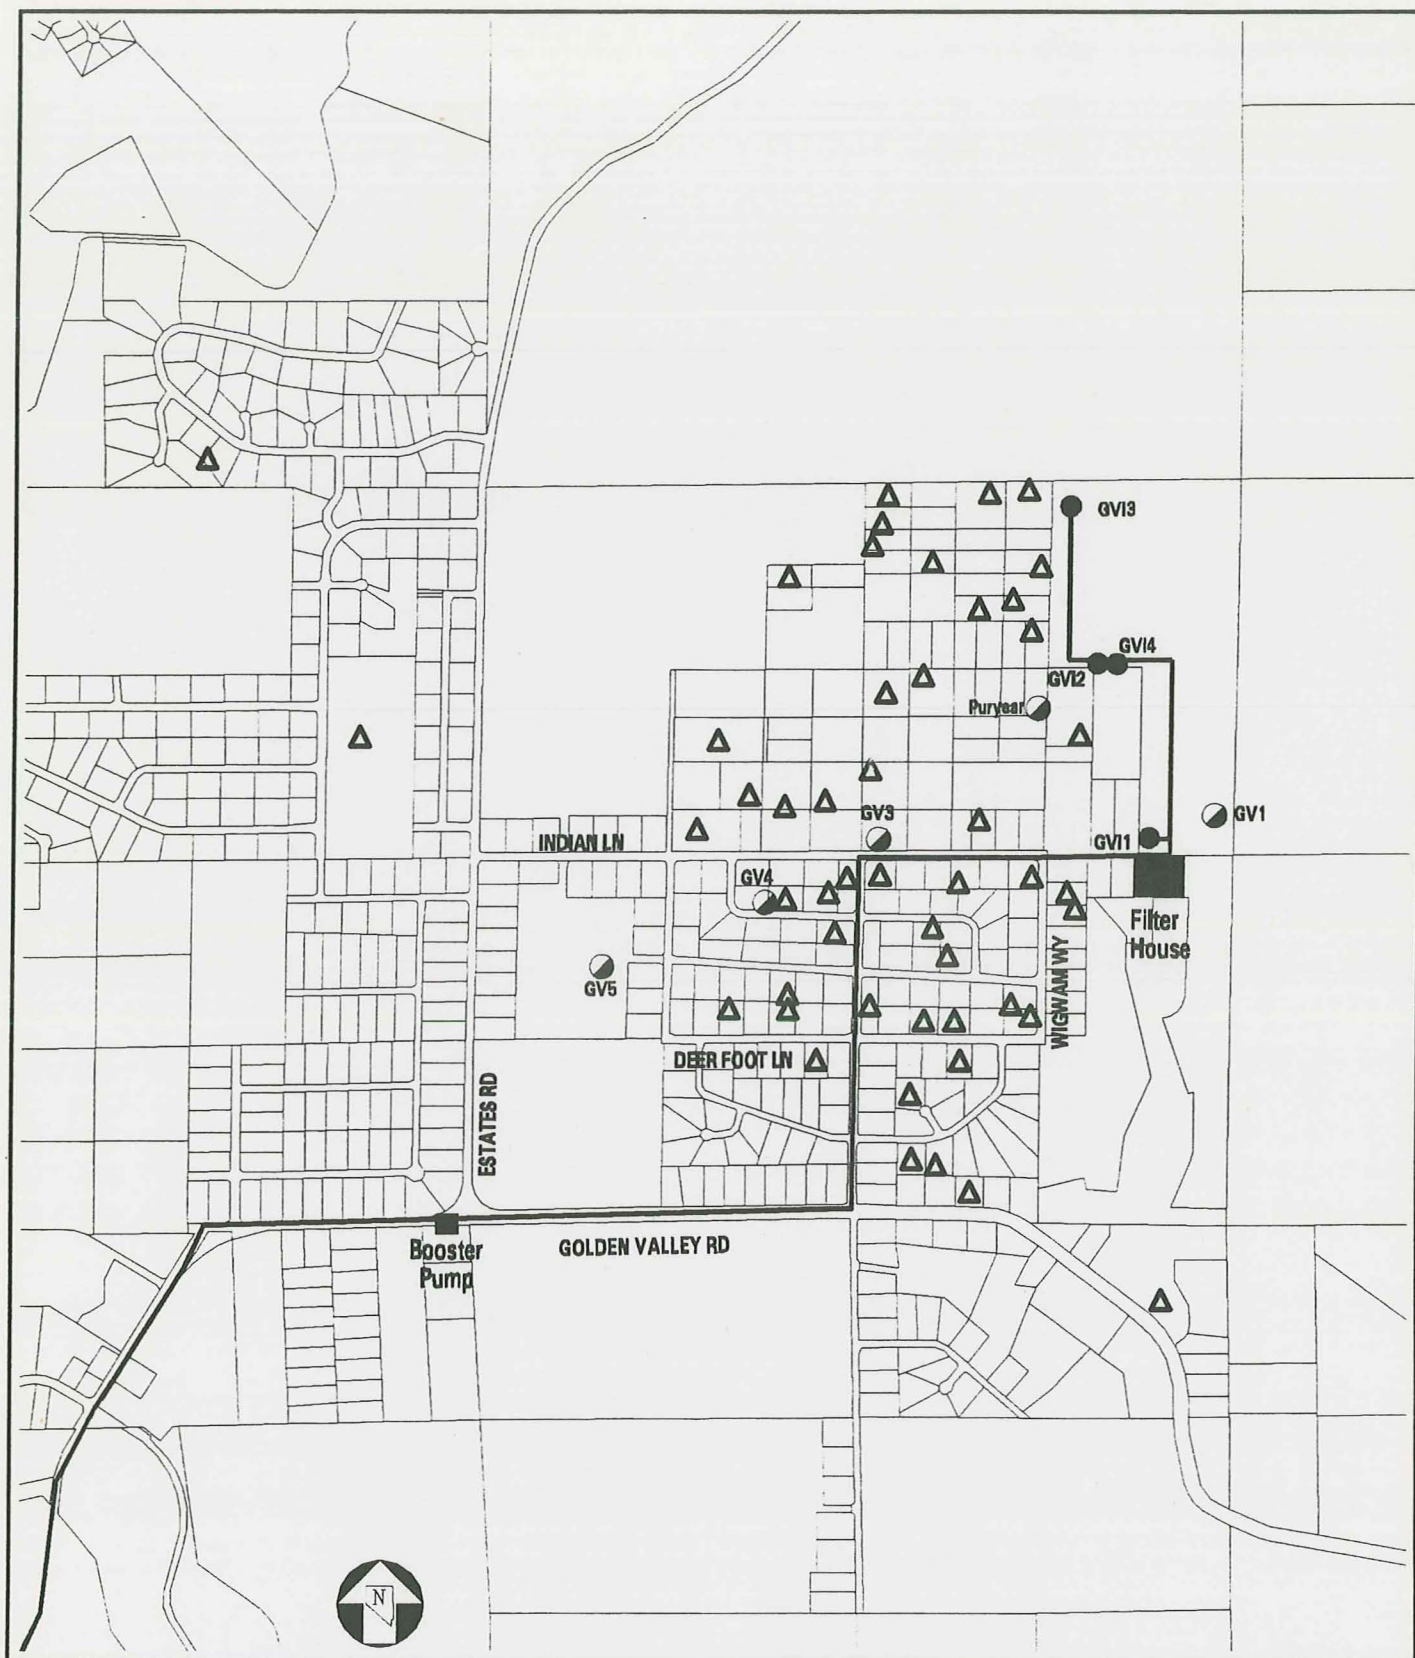 GVI3
GVI4
GVI2
Puryear
GV3
GV1
INDIAN LN
GVI1
GV4
Filter
House
WIGWAM WY
GV5
DEER FOOT LN
ESTATES RD
Booster
Pump
GOLDEN VALLEY RD
N